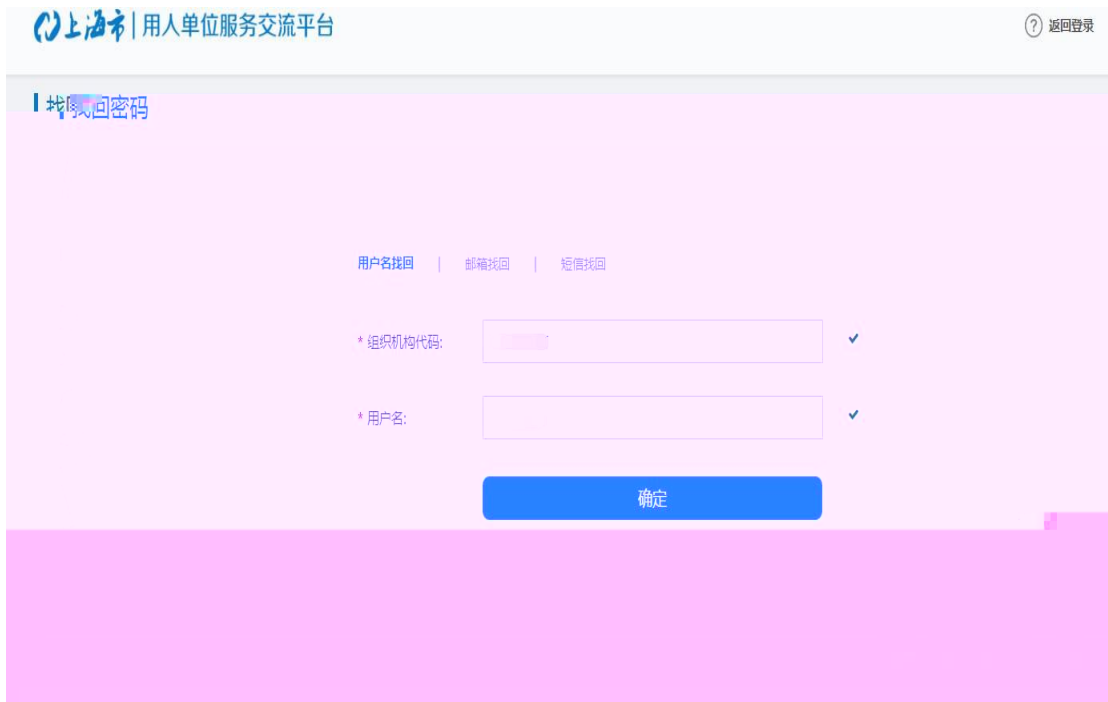 上海市|用人单位服务交流平台
? 返回登录
找回密码
用户名找回 | 邮箱找回 | 短信找回
* 组织机构代码:
* 用户名:
确定